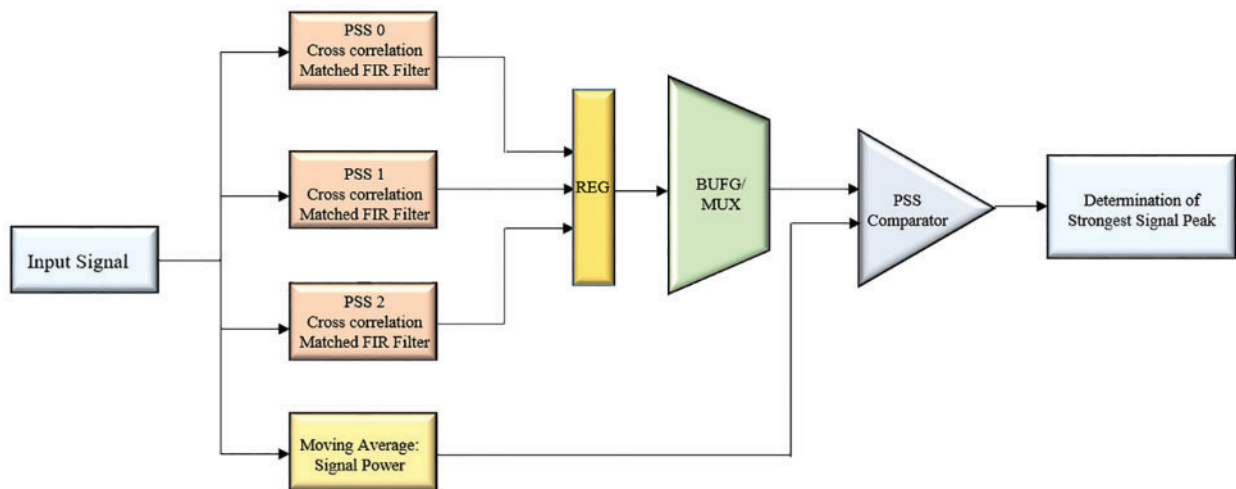 Input Signal
PSS 0
Cross correlation
Matched FIR Filter
PSS 1
Cross correlation
Matched FIR Filter
PSS 2
Cross correlation
Matched FIR Filter
Moving Average:
Signal Power
REG
BUFG/
MUX
PSS
Comparator
Determination of
Strongest Signal Peak